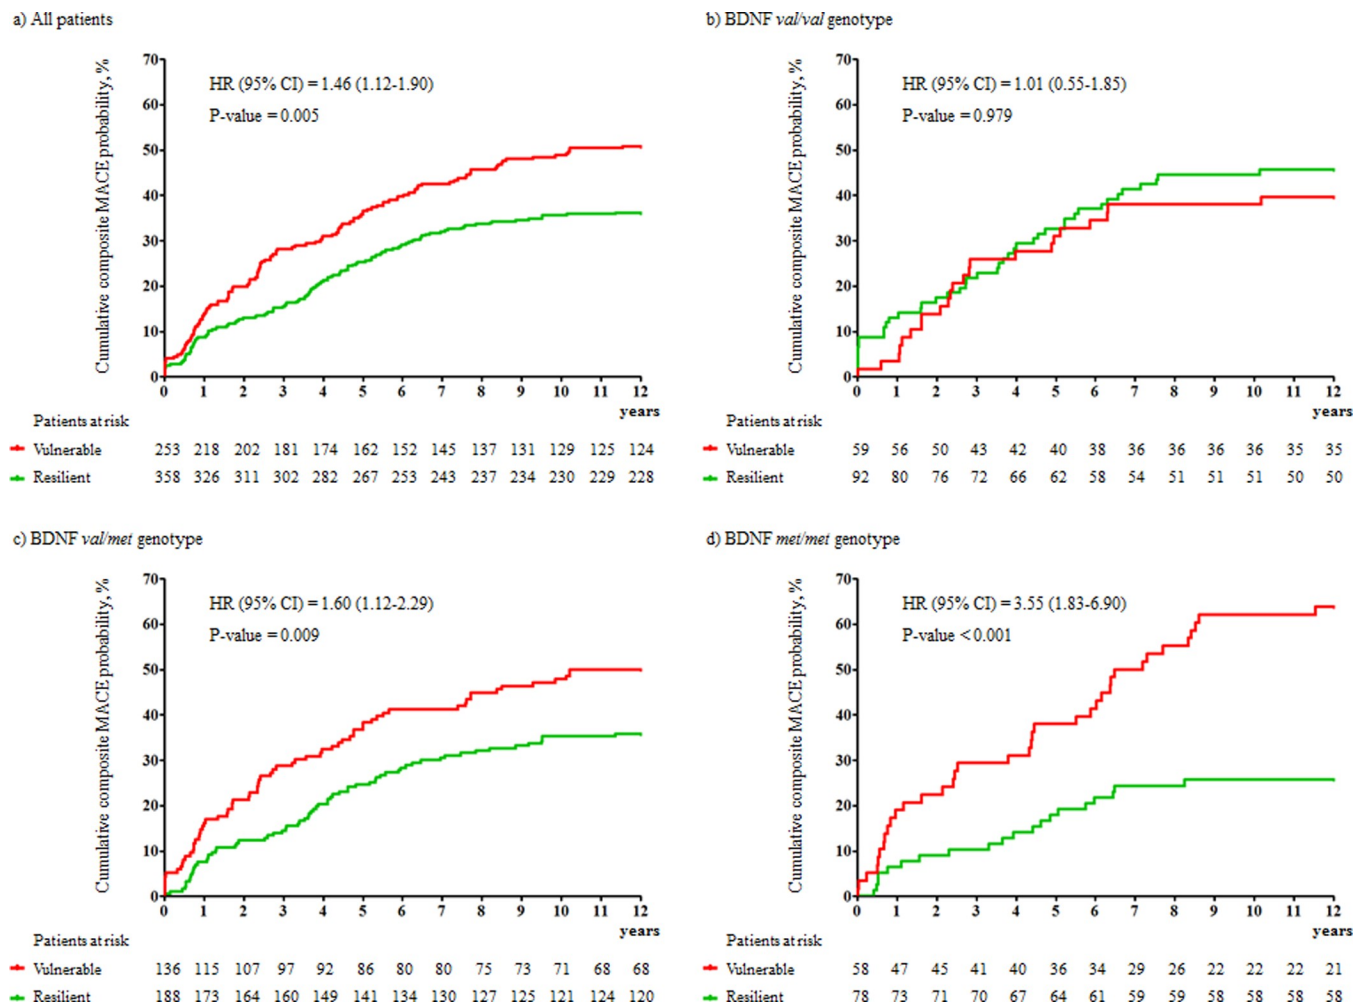 a) All patients
Cumulative composite MACE probability, %
70
60
50
40
30
20
10
0
HR (95% CI) = 1.46 (1.12-1.90)
P-value = 0.005
0 1 2 3 4 5 6 7 8 9 10 11 12
years
Patients at risk
Vulnerable 253 218 202 181 174 162 152 145 137 131 129 125 124
Resilient 358 326 311 302 282 267 253 243 237 234 230 229 228
b) BDNF val/val genotype
Cumulative composite MACE probability, %
70
60
50
40
30
20
10
0
HR (95% CI) = 1.01 (0.55-1.85)
P-value = 0.979
0 1 2 3 4 5 6 7 8 9 10 11 12
years
Patients at risk
Vulnerable 59 56 50 43 42 40 38 36 36 36 36 35 35
Resilient 92 80 76 72 66 62 58 54 51 51 51 50 50
c) BDNF val/met genotype
Cumulative composite MACE probability, %
70
60
50
40
30
20
10
0
HR (95% CI) = 1.60 (1.12-2.29)
P-value = 0.009
0 1 2 3 4 5 6 7 8 9 10 11 12
years
Patients at risk
Vulnerable 136 115 107 97 92 86 80 80 75 73 71 68 68
Resilient 188 173 164 160 149 141 134 130 127 125 121 124 120
d) BDNF met/met genotype
Cumulative composite MACE probability, %
70
60
50
40
30
20
10
0
HR (95% CI) = 3.55 (1.83-6.90)
P-value < 0.001
0 1 2 3 4 5 6 7 8 9 10 11 12
years
Patients at risk
Vulnerable 58 47 45 41 40 36 34 29 26 22 22 22 21
Resilient 78 73 71 70 67 64 61 59 59 58 58 58 58